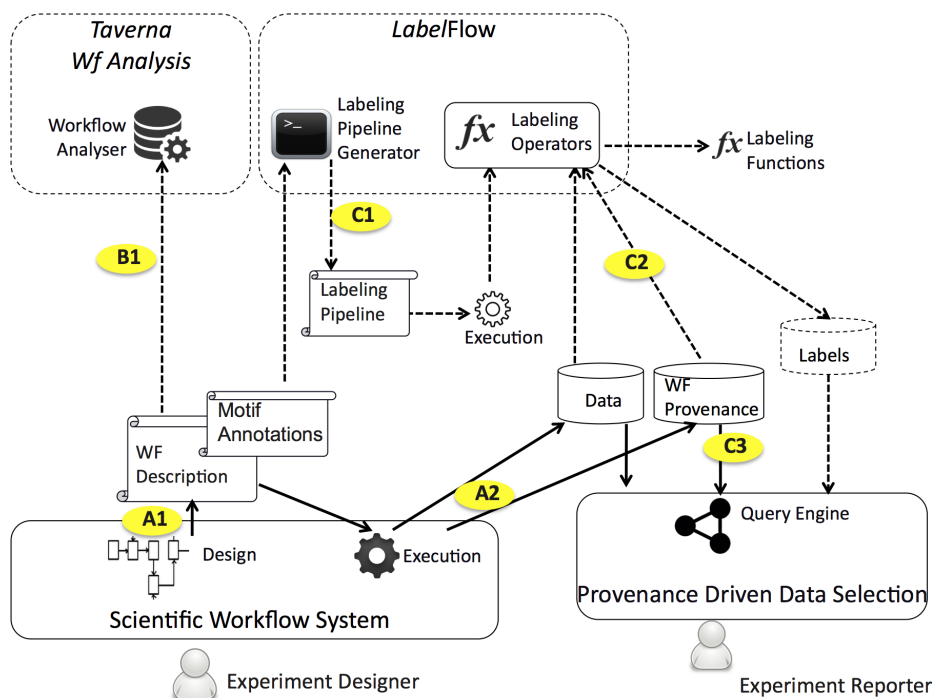 Taverna
Wf Analysis
LabelFlow
Workflow
Analyser
>_
Labeling
Pipeline
Generator
fx
Labeling
Operators
fx
Labeling
Functions
B1
C1
C2
Labeling
Pipeline
Execution
Labels
Data
WF
Provenance
Motif
Annotations
WF
Description
C3
A1
A2
Design
Execution
Query Engine
Scientific Workflow System
Provenance Driven Data Selection
Experiment Designer
Experiment Reporter